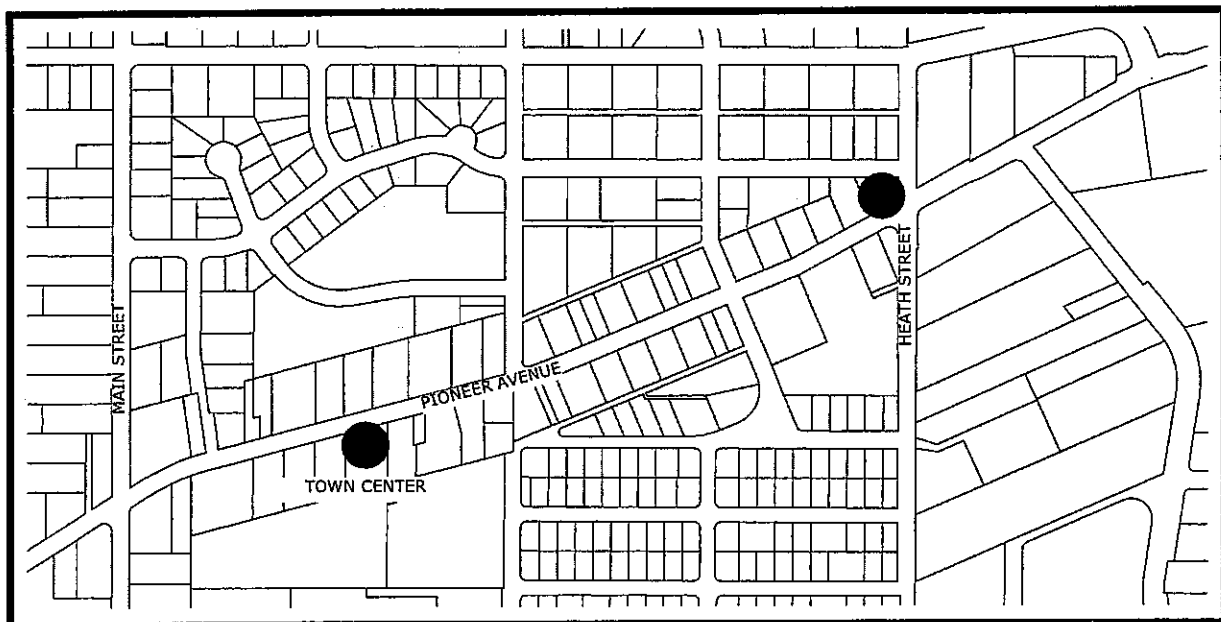 MAIN STREET
PIONEER AVENUE
TOWN CENTER
HEATH STREET